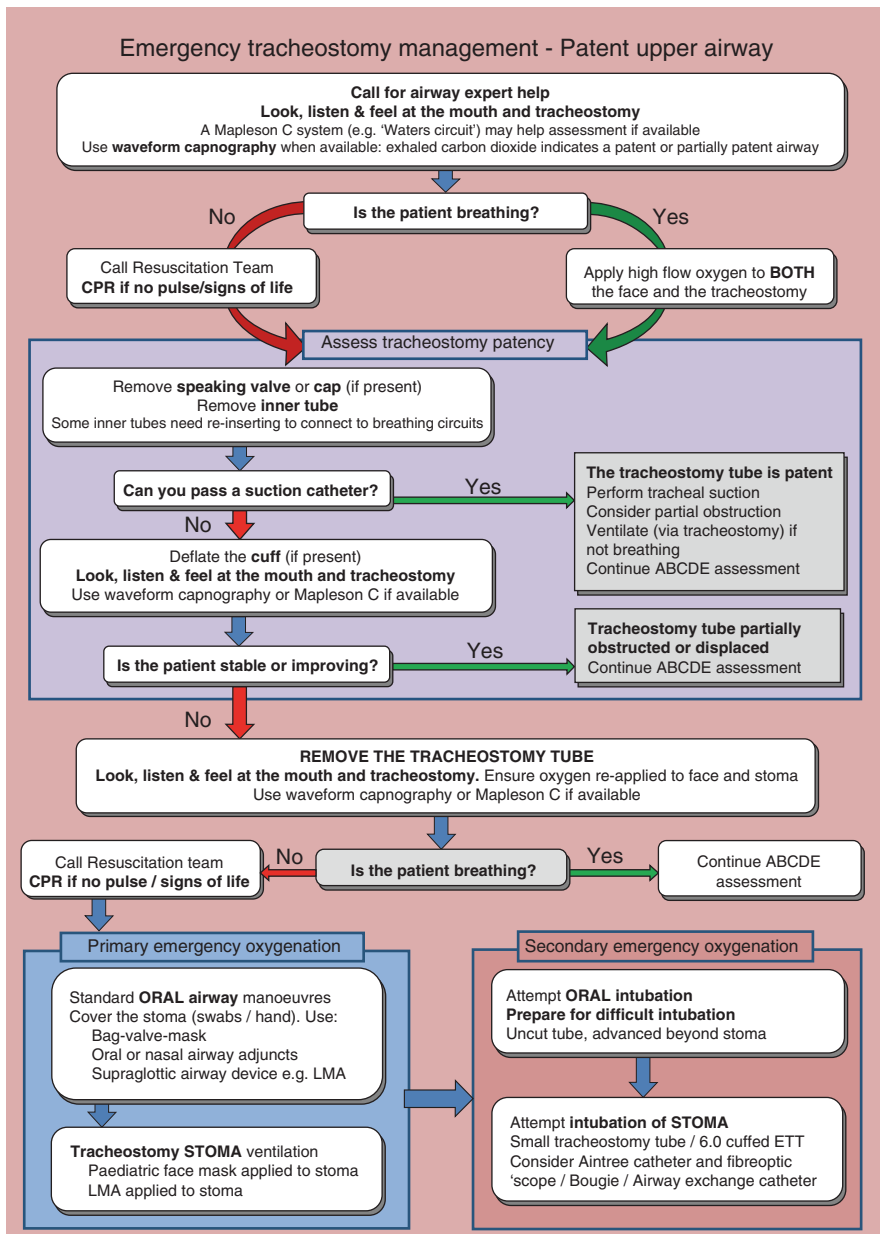 Emergency tracheostomy management - Patent upper airway
Call for airway expert help
Look, listen & feel at the mouth and tracheostomy
A Mapleson C system (e.g. ‘Waters circuit’) may help assessment if available
Use waveform capnography when available: exhaled carbon dioxide indicates a patent or partially patent airway
Is the patient breathing?
No
Yes
Call Resuscitation Team
CPR if no pulse/signs of life
Apply high flow oxygen to BOTH
the face and the tracheostomy
Assess tracheostomy patency
Remove speaking valve or cap (if present)
Remove inner tube
Some inner tubes need re-inserting to connect to breathing circuits
Can you pass a suction catheter?
Yes
The tracheostomy tube is patent
Perform tracheal suction
Consider partial obstruction
Ventilate (via tracheostomy) if
not breathing
Continue ABCDE assessment
No
Deflate the cuff (if present)
Look, listen & feel at the mouth and tracheostomy
Use waveform capnography or Mapleson C if available
Is the patient stable or improving?
Yes
Tracheostomy tube partially
obstructed or displaced
Continue ABCDE assessment
No
REMOVE THE TRACHEOSTOMY TUBE
Look, listen & feel at the mouth and tracheostomy. Ensure oxygen re-applied to face and stoma
Use waveform capnography or Mapleson C if available
Call Resuscitation team
CPR if no pulse / signs of life
No
Is the patient breathing?
Yes
Continue ABCDE
assessment
Primary emergency oxygenation
Standard ORAL airway manoeuvres
Cover the stoma (swabs / hand). Use:
Bag-valve-mask
Oral or nasal airway adjuncts
Supraglottic airway device e.g. LMA
Tracheostomy STOMA ventilation
Paediatric face mask applied to stoma
LMA applied to stoma
Secondary emergency oxygenation
Attempt ORAL intubation
Prepare for difficult intubation
Uncut tube, advanced beyond stoma
Attempt intubation of STOMA
Small tracheostomy tube / 6.0 cuffed ETT
Consider Aintree catheter and fibreoptic
‘scope / Bougie / Airway exchange catheter